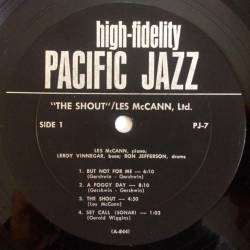 high-fidelity
PACIFIC JAZZ
"THE SHOUT"/LES McCANN, Ltd.
SIDE 1
PJ-7
LES McCANN, piano;
LEROY VINNEGAR, bass; RON JEFFERSON, drums
1. BUT NOT FOR ME — 6:10
(Gershwin - Gershwin)
2. A FOGGY DAY — 8:10
(Gershwin - Gershwin)
3. THE SHOUT — 4:50
(Les McCann)
4. SET CALL (SONAR) — 1:02
(Gerald Wiggins)